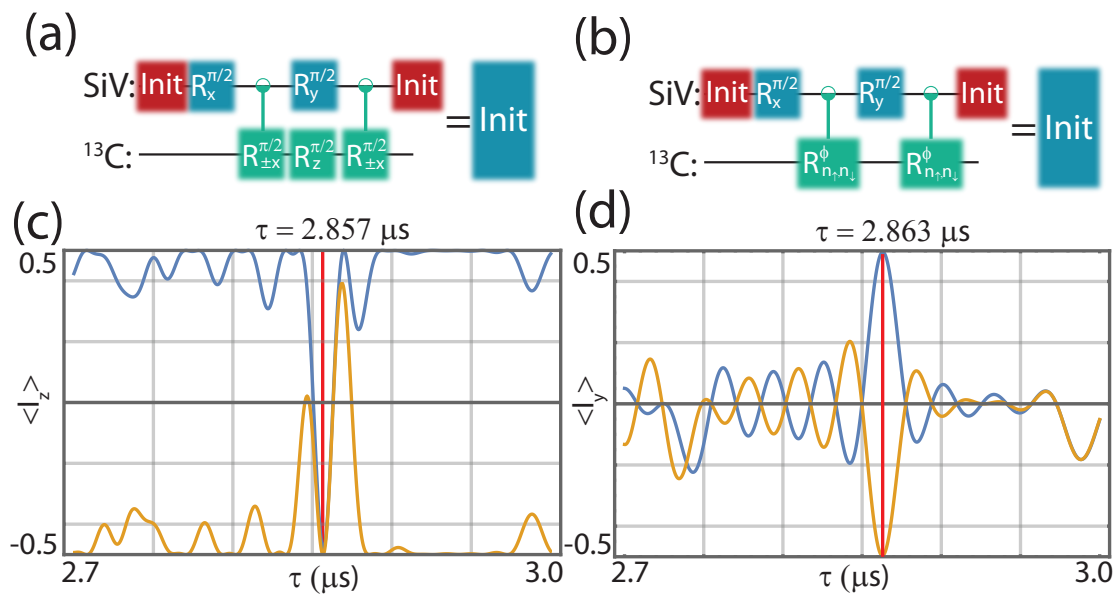 (a)
SiV: Init R_x^{π/2} R_y^{π/2} Init
= Init
¹³C: R_{±x}^{π/2} R_z^{π/2} R_{±x}^{π/2}
(b)
SiV: Init R_x^{π/2} R_y^{π/2} Init
= Init
¹³C: R_{n↑,n↓}^{ϕ} R_{n↑,n↓}^{ϕ}
(c)
τ = 2.857 μs
0.5
<I_z>
-0.5
2.7 τ (μs) 3.0
(d)
τ = 2.863 μs
0.5
<I_y>
-0.5
2.7 τ (μs) 3.0